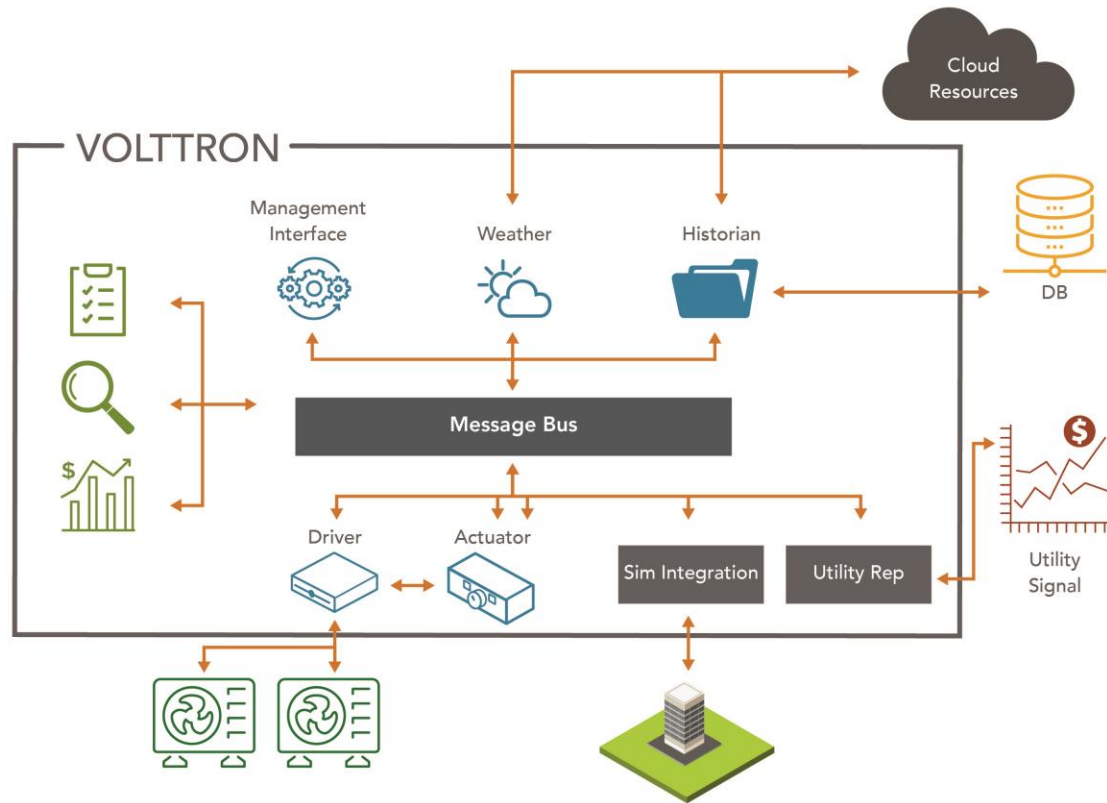 Cloud
Resources
VOLTTRON
Management
Interface
Weather
Historian
DB
Message Bus
$
$
Driver
Actuator
Sim Integration
Utility Rep
Utility
Signal